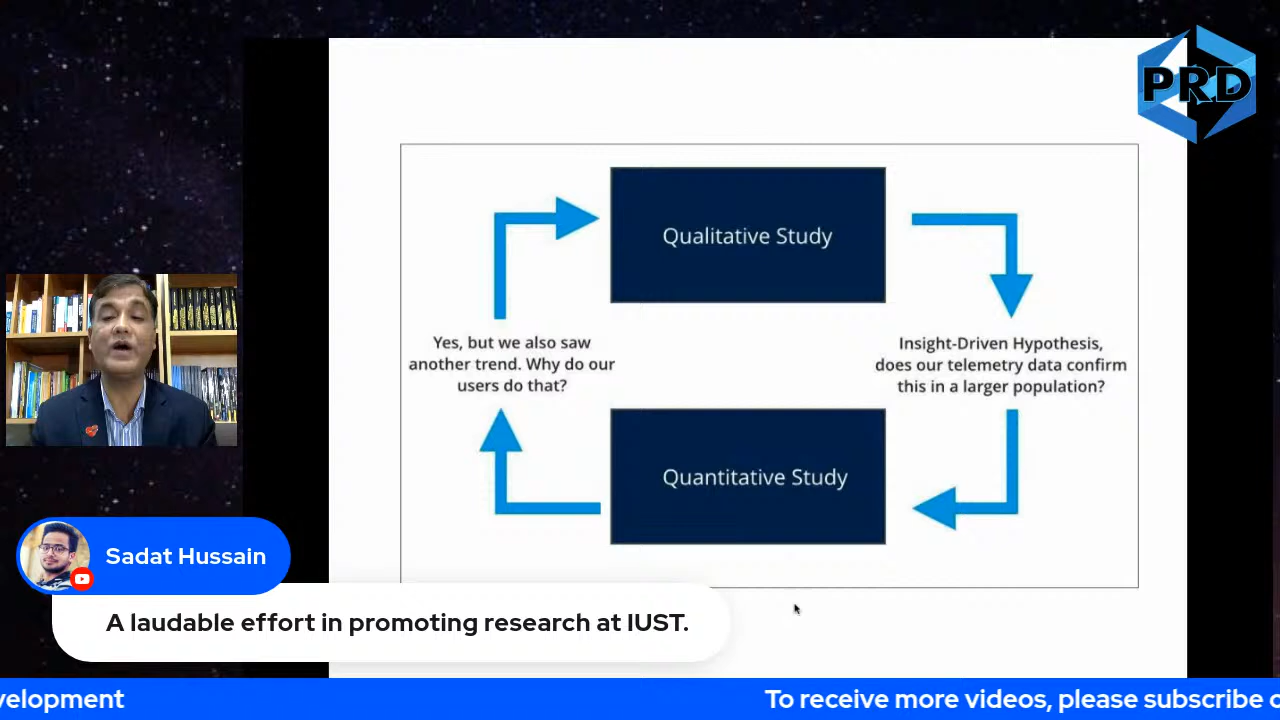 PRD
Qualitative Study
Yes, but we also saw
another trend. Why do our
users do that?
Insight-Driven Hypothesis,
does our telemetry data confirm
this in a larger population?
Quantitative Study
Sadat Hussain
A laudable effort in promoting research at IUST.
velopment
To receive more videos, please subscribe